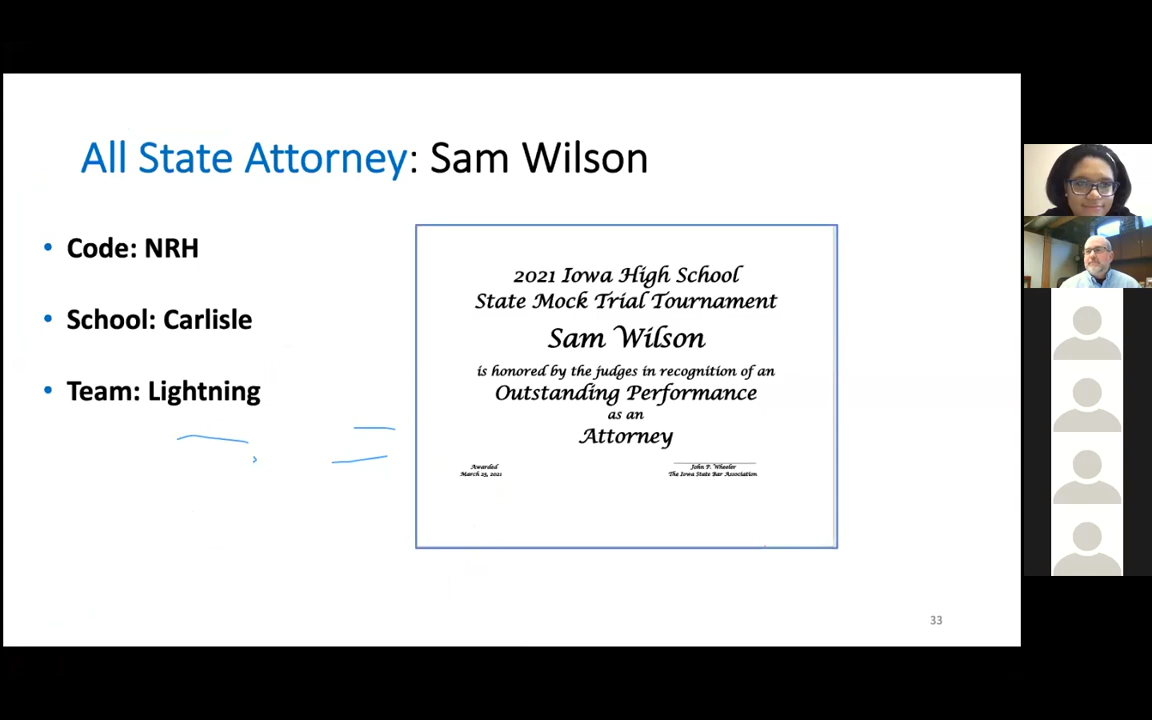 All State Attorney: Sam Wilson
• Code: NRH
• School: Carlisle
• Team: Lightning
2021 Iowa High School
State Mock Trial Tournament
Sam Wilson
is honored by the judges in recognition of an
Outstanding Performance
as an
Attorney
Awarded
March 25, 2021
John P. Wheeler
The Iowa State Bar Association
33